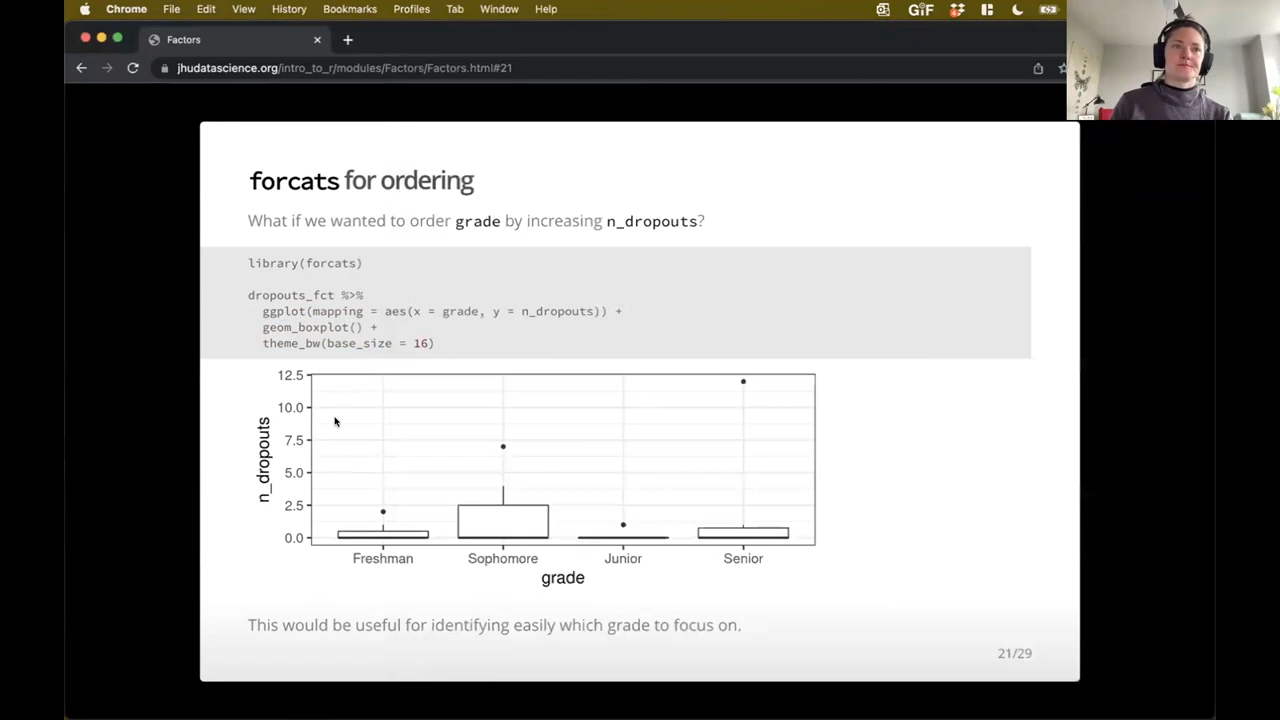 Chrome File Edit View History Bookmarks Profiles Tab Window Help GIF
Factors
jhudatascience.org/intro_to_r/modules/Factors/Factors.html#21
forcats for ordering
What if we wanted to order grade by increasing n_dropouts?
library(forcats)
dropouts_fct %>%
ggplot(mapping = aes(x = grade, y = n_dropouts)) +
geom_boxplot() +
theme_bw(base_size = 16)
12.5
10.0
7.5
5.0
2.5
0.0
n_dropouts
Freshman Sophomore Junior Senior
grade
This would be useful for identifying easily which grade to focus on.
21/29